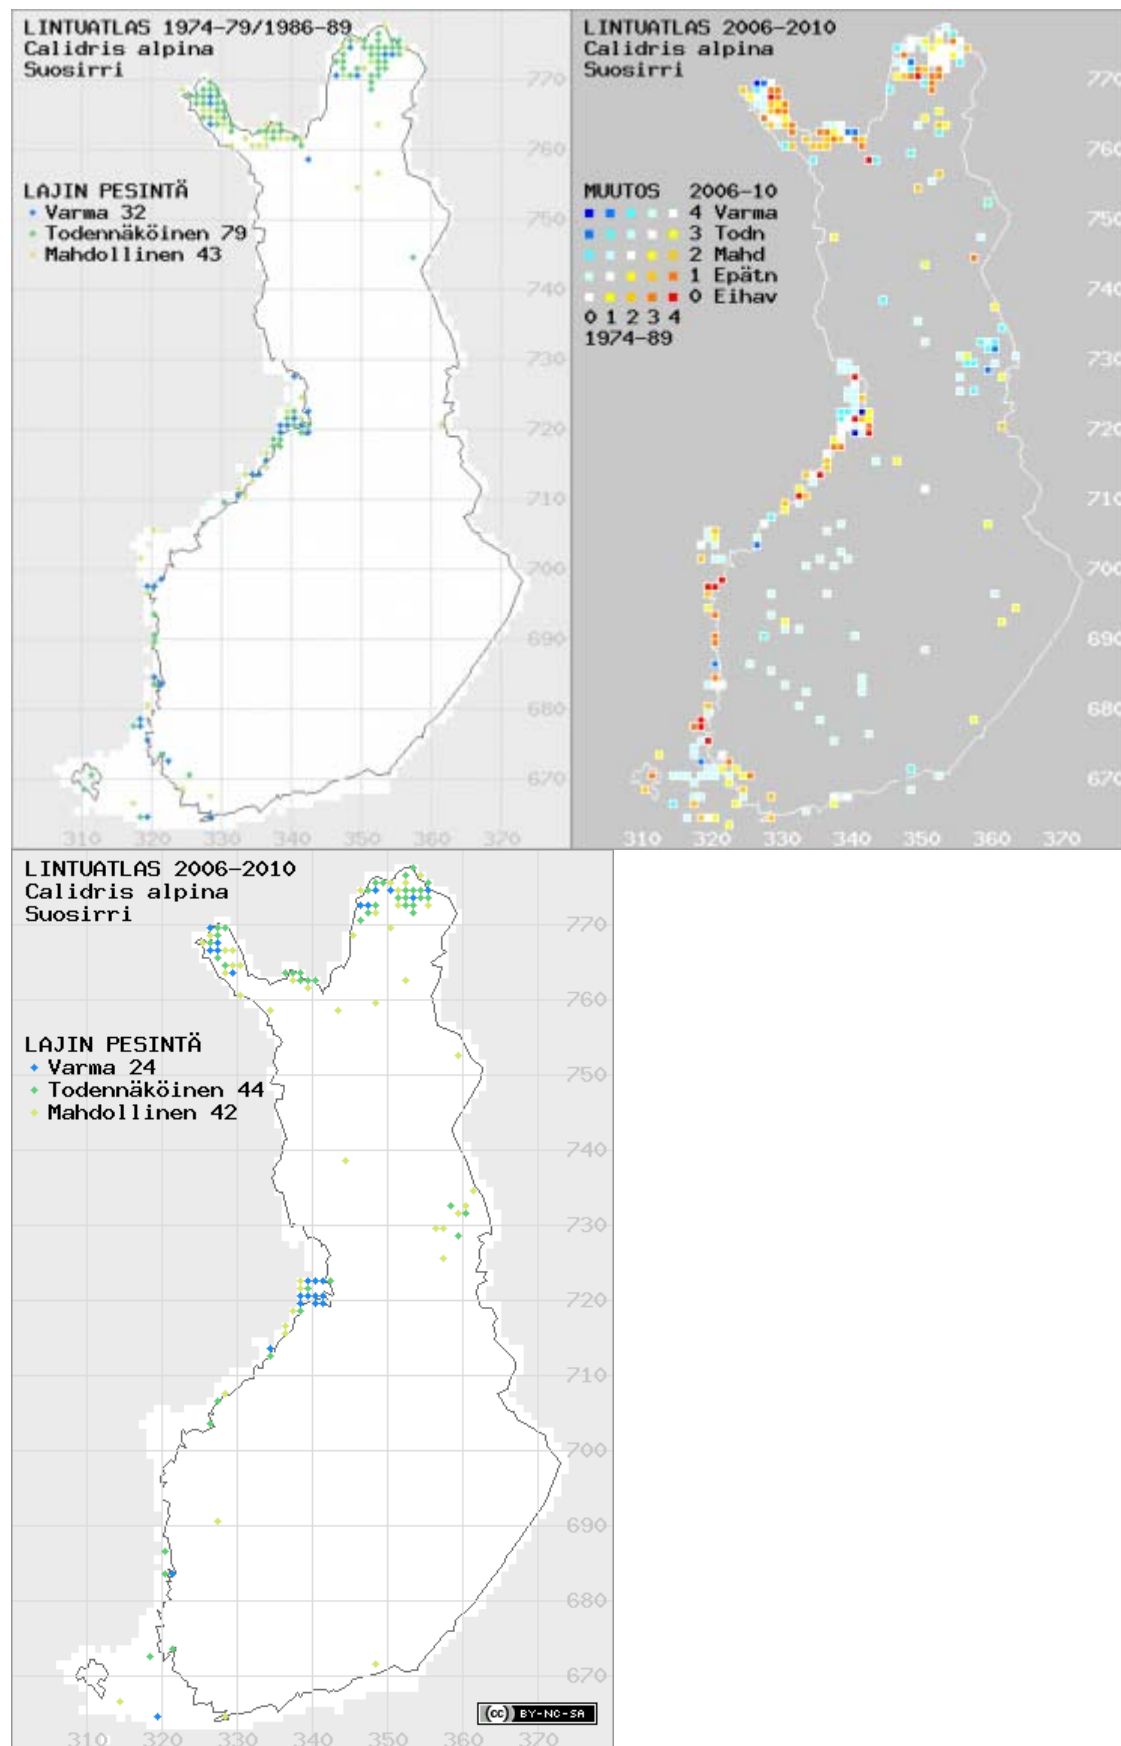 LINTUATLAS 1974-79/1986-89
Calidris alpina
Suosirri
770
760
LAJIN PESINTÄ
Varma 32
Todennäköinen 79
Mahdollinen 43
750
740
730
720
710
700
690
680
670
310 320 330 340 350 360 370
LINTUATLAS 2006-2010
Calidris alpina
Suosirri
770
760
MUUTOS 2006-10
4 Varma
3 Todn
2 Mahd
1 Epätn
0 Eihav
0 1 2 3 4
1974-89
750
740
730
720
710
700
690
680
670
310 320 330 340 350 360 370
LINTUATLAS 2006-2010
Calidris alpina
Suosirri
770
760
LAJIN PESINTÄ
Varma 24
Todennäköinen 44
Mahdollinen 42
750
740
730
720
710
700
690
680
670
cc BY-NC-SA
310 320 330 340 350 360 370